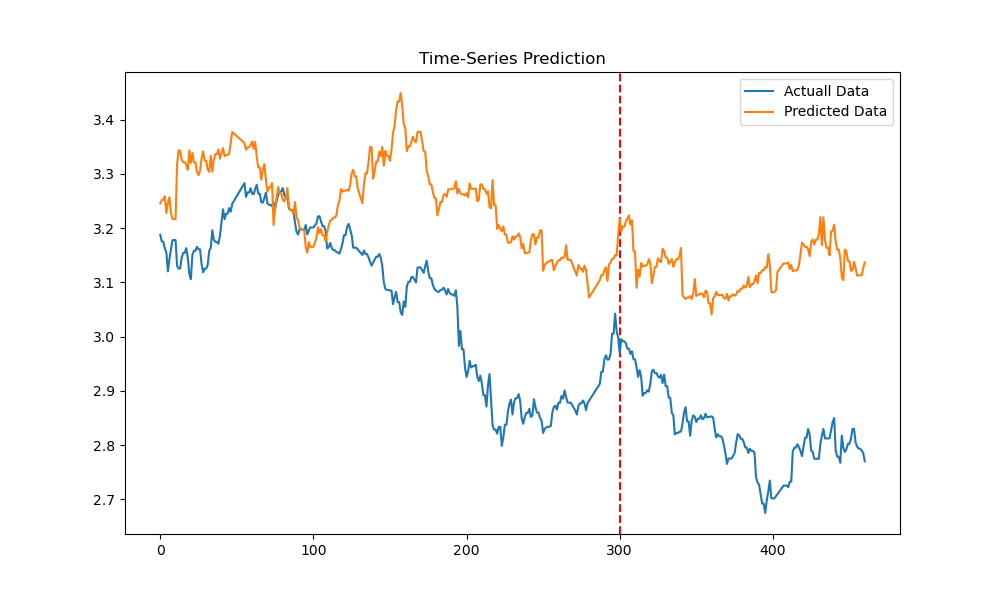 Time-Series Prediction
Actuall Data
Predicted Data
3.4
3.3
3.2
3.1
3.0
2.9
2.8
2.7
0 100 200 300 400